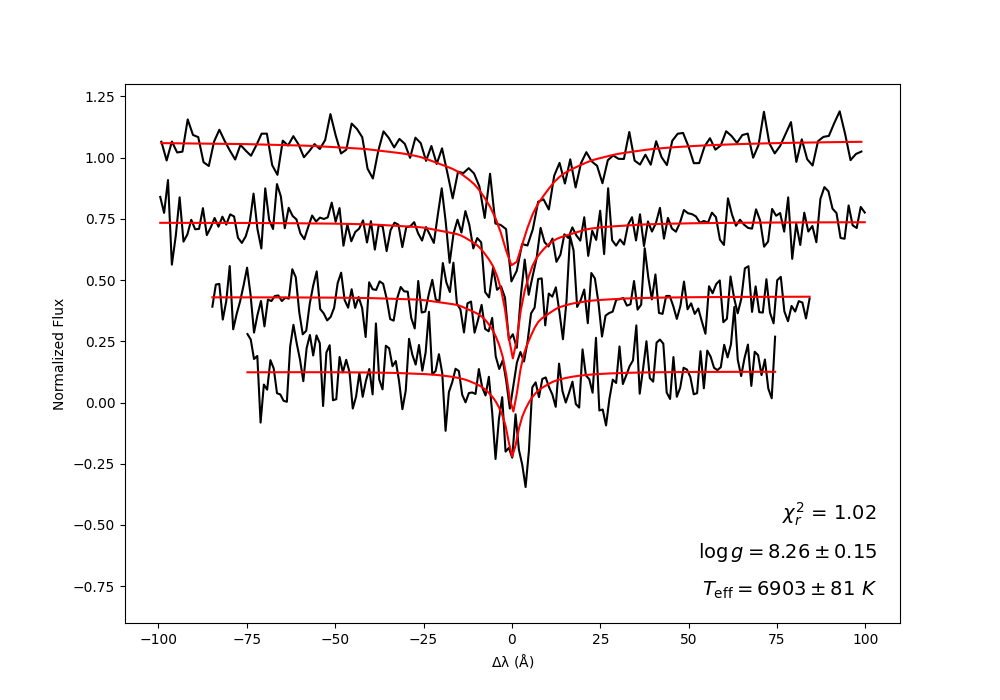 1.25
1.00
0.75
0.50
0.25
0.00
−0.25
−0.50
−0.75
Normalized Flux
χ²ᵣ = 1.02
log g = 8.26 ± 0.15
T_eff = 6903 ± 81 K
−100 −75 −50 −25 0 25 50 75 100
Δλ (Å)